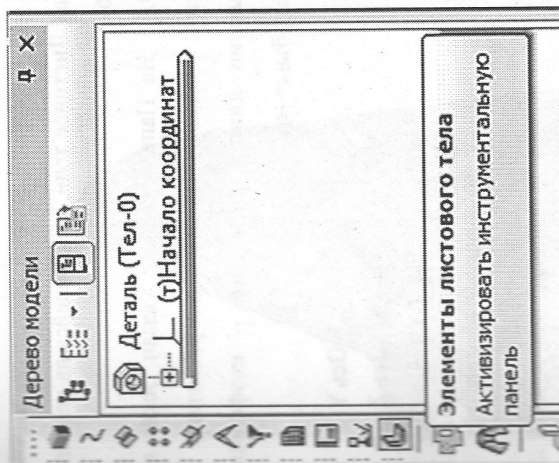 Дерево модели
Деталь (Тел-0)
(т)Начало координат
Элементы листового тела
Активизировать инструментальную
панель